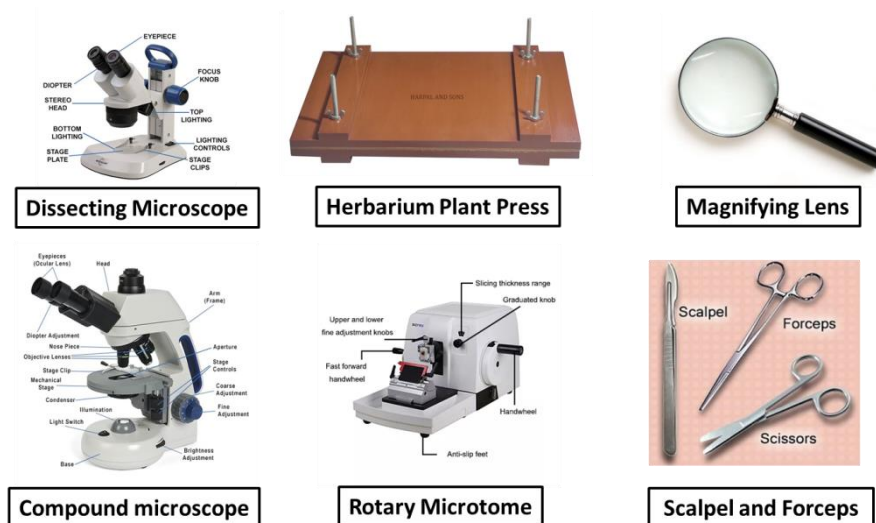 EYEPIECE
DIOPTER
STEREO
HEAD
FOCUS
KNOB
TOP
LIGHTING
BOTTOM
LIGHTING
STAGE
PLATE
LIGHTING
CONTROLS
STAGE
CLIPS
Dissecting Microscope
Herbarium Plant Press
Magnifying Lens
Eyepieces
(Ocular Lens)
Head
Arm
(Frame)
Diopter Adjustment
Nose Piece
Objective Lenses
Aperture
Stage Clip
Stage
Controls
Mechanical
Stage
Condenser
Coarse
Adjustment
Illumination
Fine
Adjustment
Light Switch
Brightness
Adjustment
Base
Compound microscope
Slicing thickness range
Graduated knob
Upper and lower
fine adjustment knobs
Fast forward
handwheel
Handwheel
Anti-slip feet
Rotary Microtome
Scalpel
Forceps
Scissors
Scalpel and Forceps